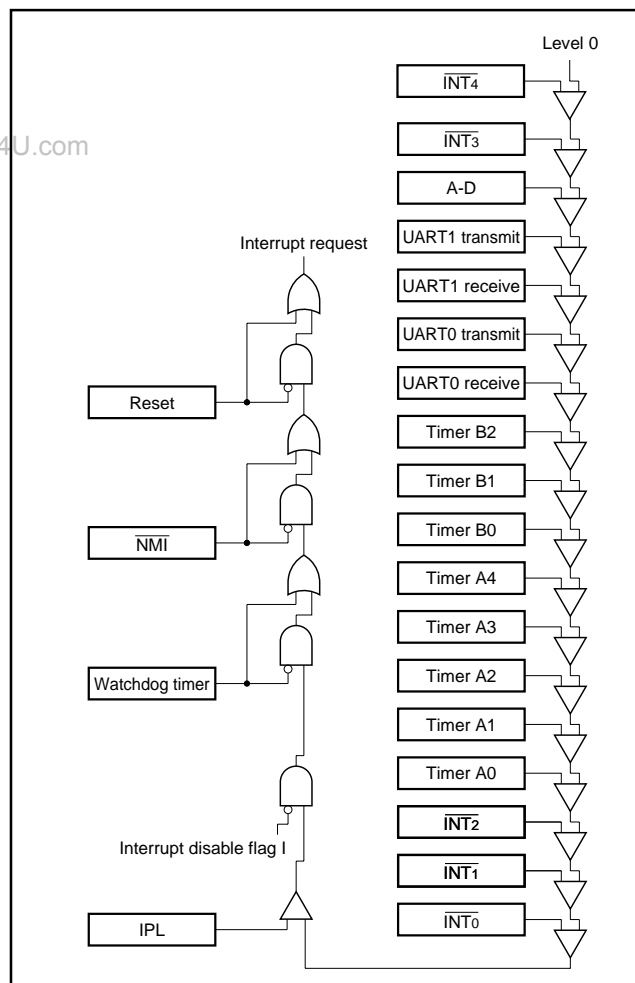 Level 0
INT4
4U.com
INT3
A-D
UART1 transmit
Interrupt request
UART1 receive
UART0 transmit
UART0 receive
Reset
Timer B2
Timer B1
NMI
Timer B0
Timer A4
Timer A3
Watchdog timer
Timer A2
Timer A1
Timer A0
Interrupt disable flag I
INT2
INT1
IPL
INT0